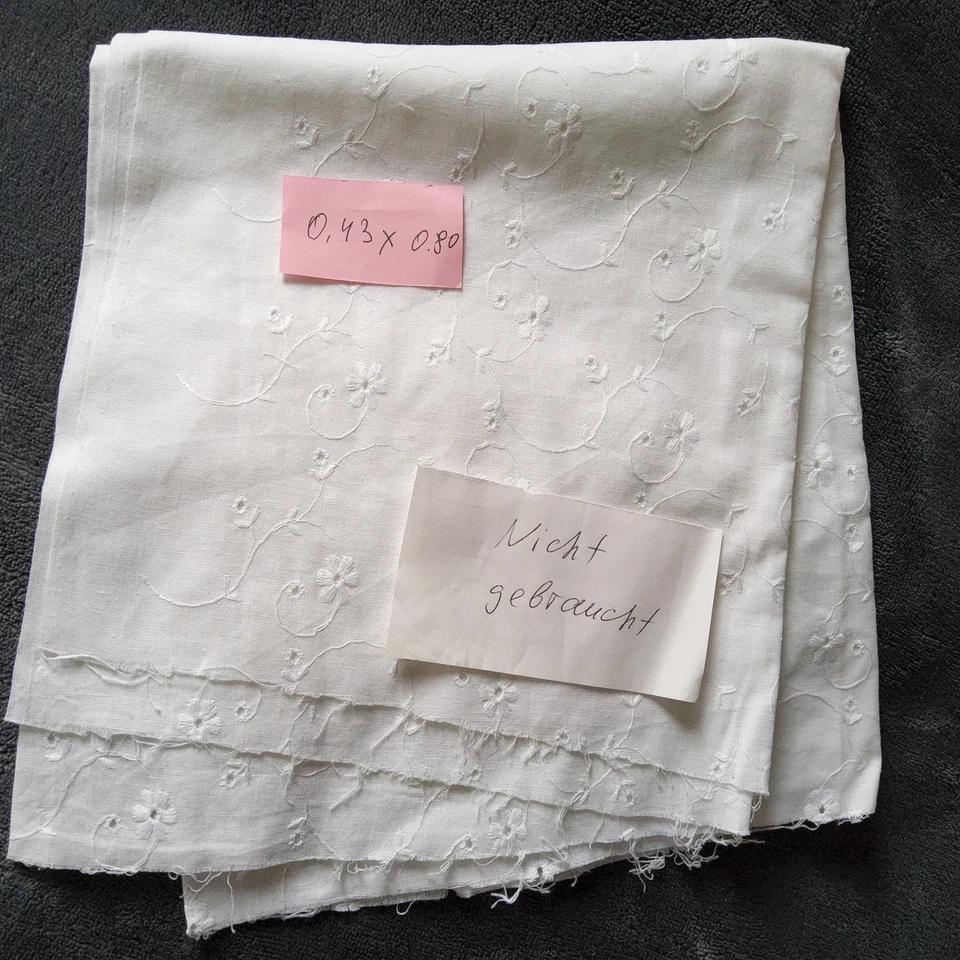 0,43 x 0.80
Nicht
gebraucht